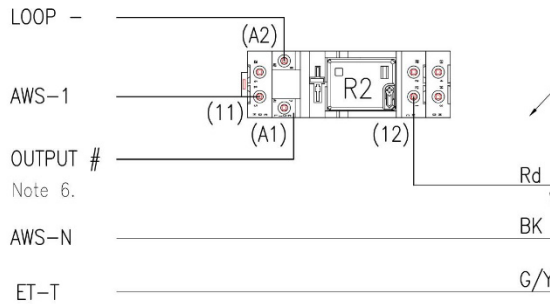 LOOP -
(A2)
R2
AWS-1
(11)
(A1)
(12)
OUTPUT #
Note 6.
Rd
AWS-N
BK
ET-T
G/Y